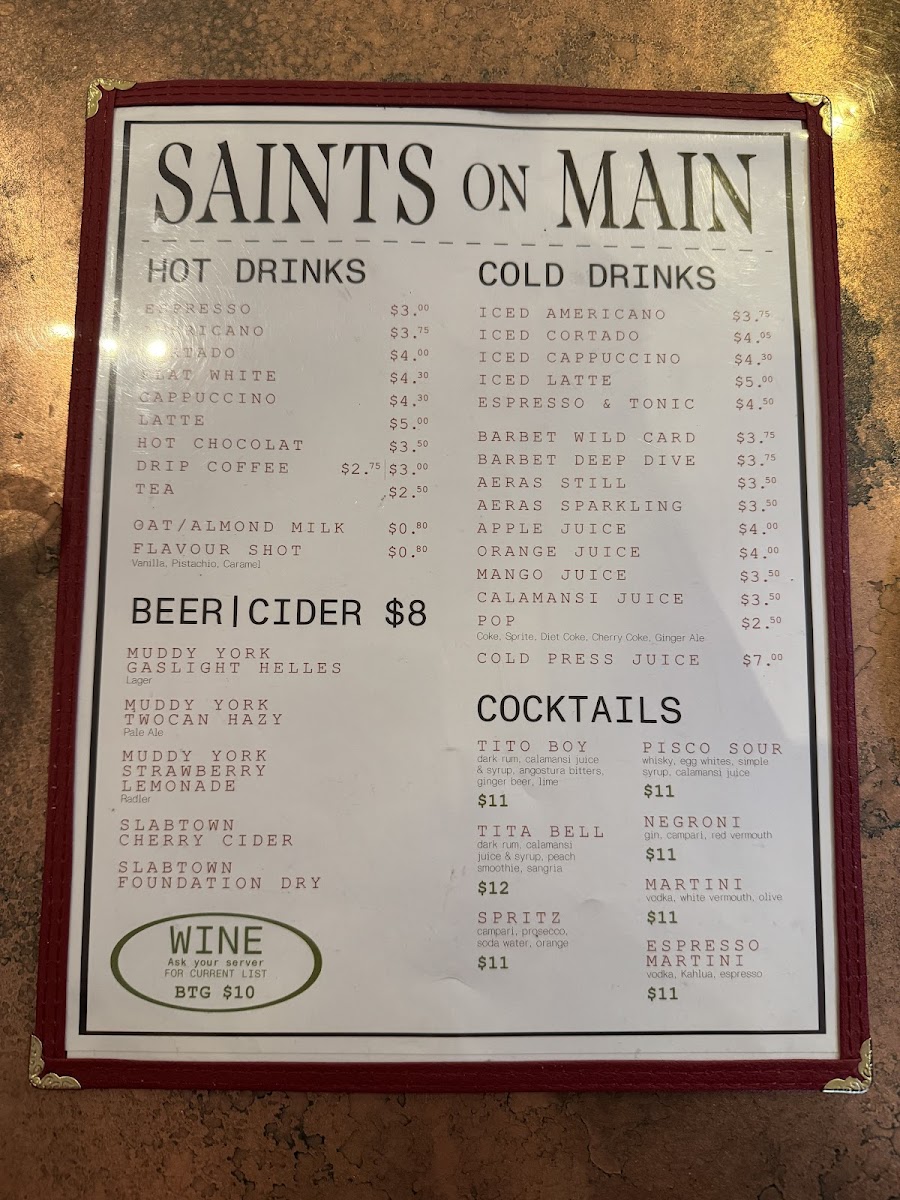 SAINTS ON MAIN
HOT DRINKS
ESPRESSO $3.00
AMERICANO $3.75
CORTADO $4.00
FLAT WHITE $4.30
CAPPUCCINO $4.30
LATTE $5.00
HOT CHOCOLAT $3.50
DRIP COFFEE $2.75|$3.00
TEA $2.50
OAT/ALMOND MILK $0.80
FLAVOUR SHOT $0.80
Vanilla, Pistachio, Caramel
BEER|CIDER $8
MUDDY YORK
GASLIGHT HELLES
Lager
MUDDY YORK
TWOCAN HAZY
Pale Ale
MUDDY YORK
STRAWBERRY
LEMONADE
Radler
SLABTOWN
CHERRY CIDER
SLABTOWN
FOUNDATION DRY
WINE
Ask your server
FOR CURRENT LIST
BTG $10
COLD DRINKS
ICED AMERICANO $3.75
ICED CORTADO $4.05
ICED CAPPUCCINO $4.30
ICED LATTE $5.00
ESPRESSO & TONIC $4.50
BARBET WILD CARD $3.75
BARBET DEEP DIVE $3.75
AERAS STILL $3.50
AERAS SPARKLING $3.50
APPLE JUICE $4.00
ORANGE JUICE $4.00
MANGO JUICE $3.50
CALAMANSI JUICE $3.50
POP $2.50
Coke, Sprite, Diet Coke, Cherry Coke, Ginger Ale
COLD PRESS JUICE $7.00
COCKTAILS
TITO BOY
dark rum, calamansi juice
& syrup, angostura bitters,
ginger beer, lime
$11
TITA BELL
dark rum, calamansi
juice & syrup, peach
smoothie, sangria
$12
SPRITZ
campari, prosecco,
soda water, orange
$11
PISCO SOUR
whisky, egg whites, simple
syrup, calamansi juice
$11
NEGRONI
gin, campari, red vermouth
$11
MARTINI
vodka, white vermouth, olive
$11
ESPRESSO
MARTINI
vodka, Kahlua, espresso
$11